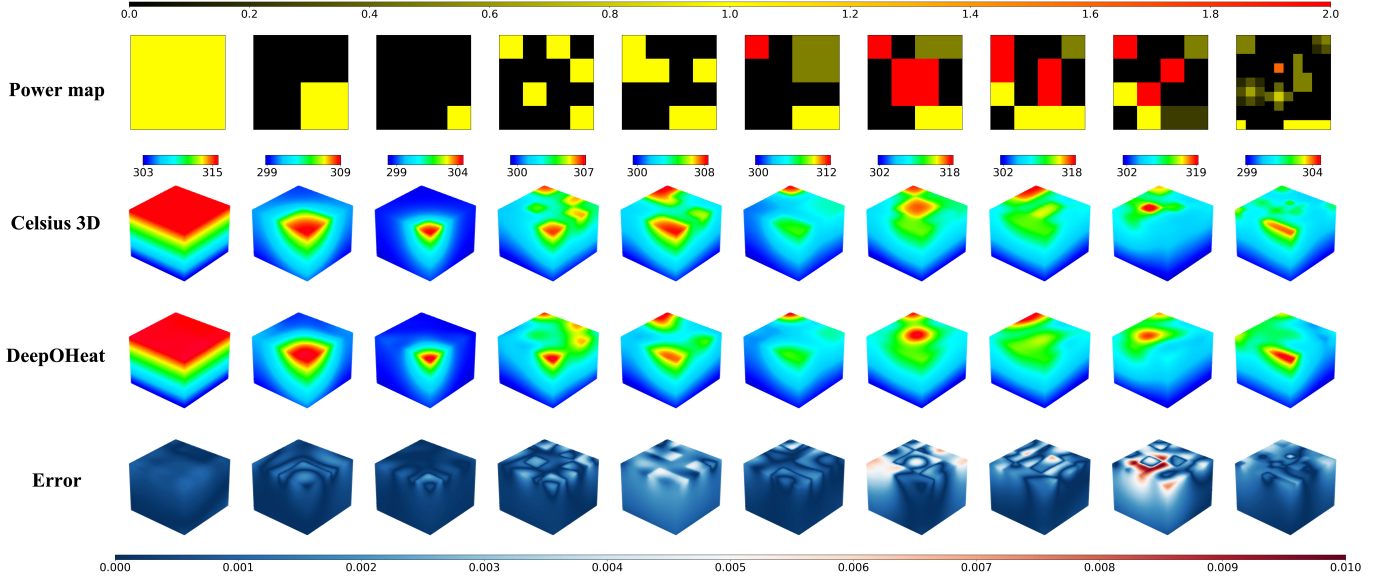 0.0 0.2 0.4 0.6 0.8 1.0 1.2 1.4 1.6 1.8 2.0
Power map
303 315 299 309 299 304 300 307 300 308 300 312 302 318 302 318 302 319 299 304
Celsius 3D
DeepOHeat
Error
0.000 0.001 0.002 0.003 0.004 0.005 0.006 0.007 0.008 0.009 0.010